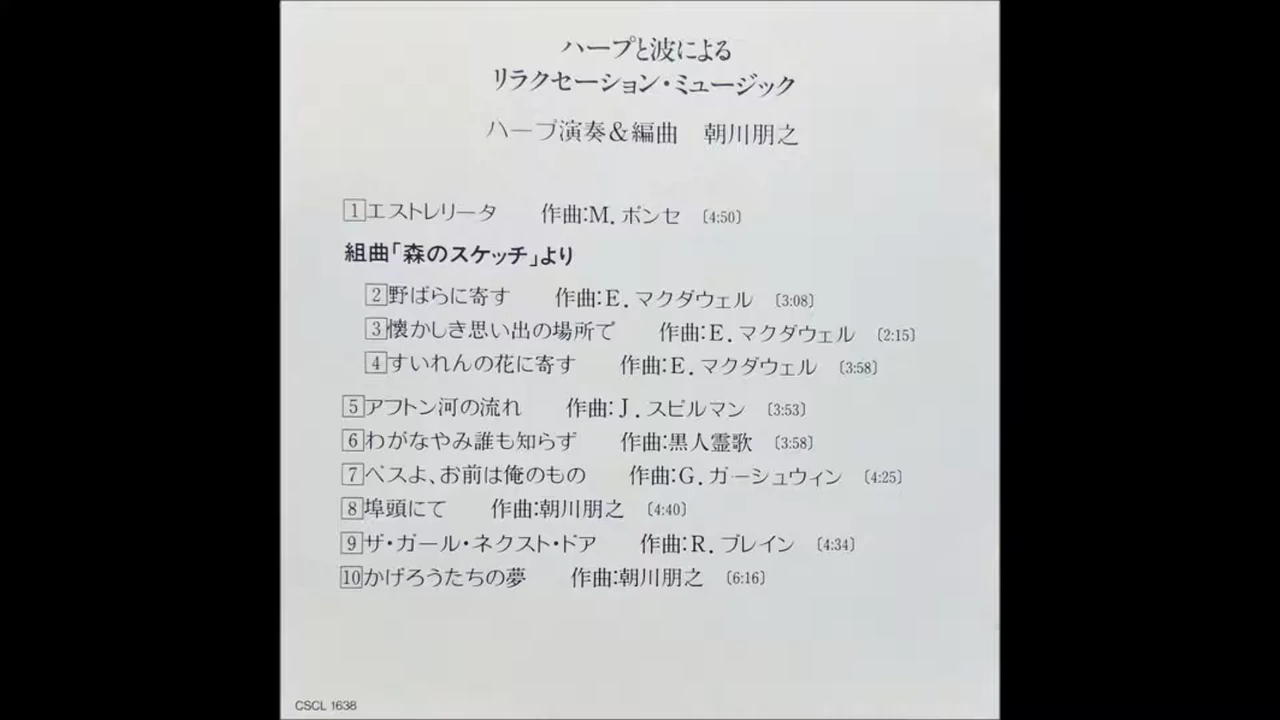 ハープと波による
リラクセーション・ミュージック
ハープ演奏&編曲 朝川朋之
1 エストレリータ 作曲:M. ポンセ 〔4:50〕
組曲「森のスケッチ」より
2 野ばらに寄す 作曲:E. マクダウェル 〔3:08〕
3 懐かしき思い出の場所で 作曲:E. マクダウェル 〔2:15〕
4 すいれんの花に寄す 作曲:E. マクダウェル 〔3:58〕
5 アフトン河の流れ 作曲:J. スピルマン 〔3:53〕
6 わがなやみ誰も知らず 作曲:黒人霊歌 〔3:58〕
7 ベスよ、お前は俺のもの 作曲:G. ガーシュウィン 〔4:25〕
8 埠頭にて 作曲:朝川朋之 〔4:40〕
9 ザ・ガール・ネクスト・ドア 作曲:R. ブレイン 〔4:34〕
10 かげろうたちの夢 作曲:朝川朋之 〔6:16〕
CSCL 1638